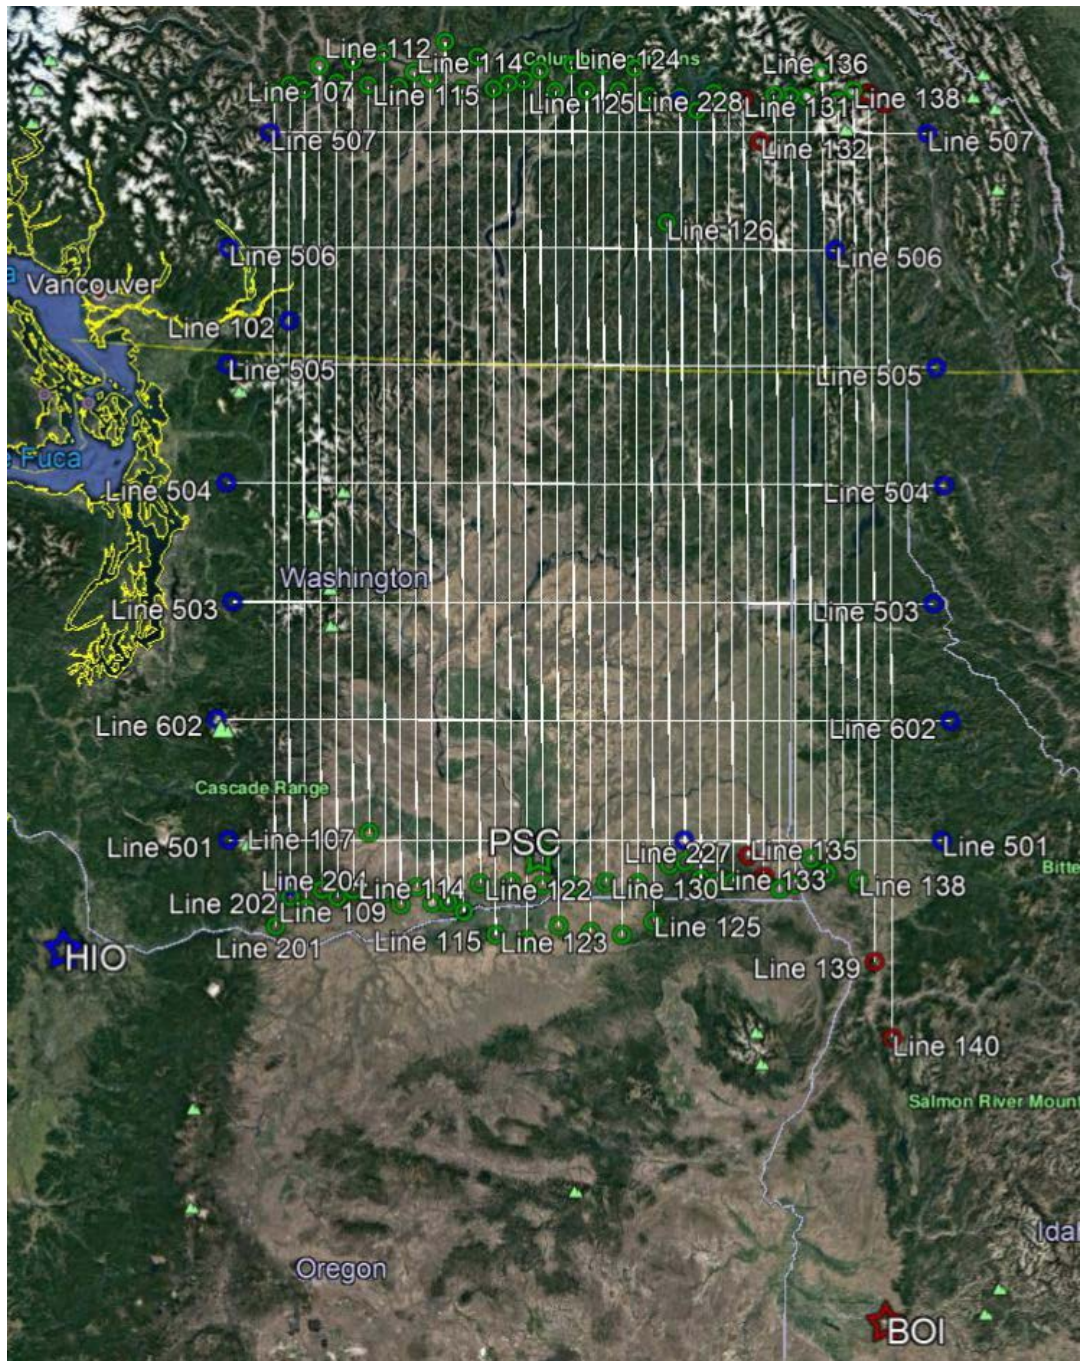 Line 112
Line 114
Line 124
Line 136
Line 107
Line 115
Line 125
Line 228
Line 131
Line 138
Line 507
Line 132
Line 507
Line 126
Line 506
Line 506
Vancouver
Line 102
Line 505
Line 505
Fuca
Line 504
Line 504
Washington
Line 503
Line 503
Line 602
Line 602
Cascade Range
Line 501
Line 107
PSC
Line 227
Line 135
Line 501
Line 204
Line 114
Line 122
Line 130
Line 133
Line 138
Line 202
Line 109
Line 201
Line 115
Line 123
Line 125
HIO
Line 139
Line 140
Salmon River Mount
Oregon
Idal
BOI